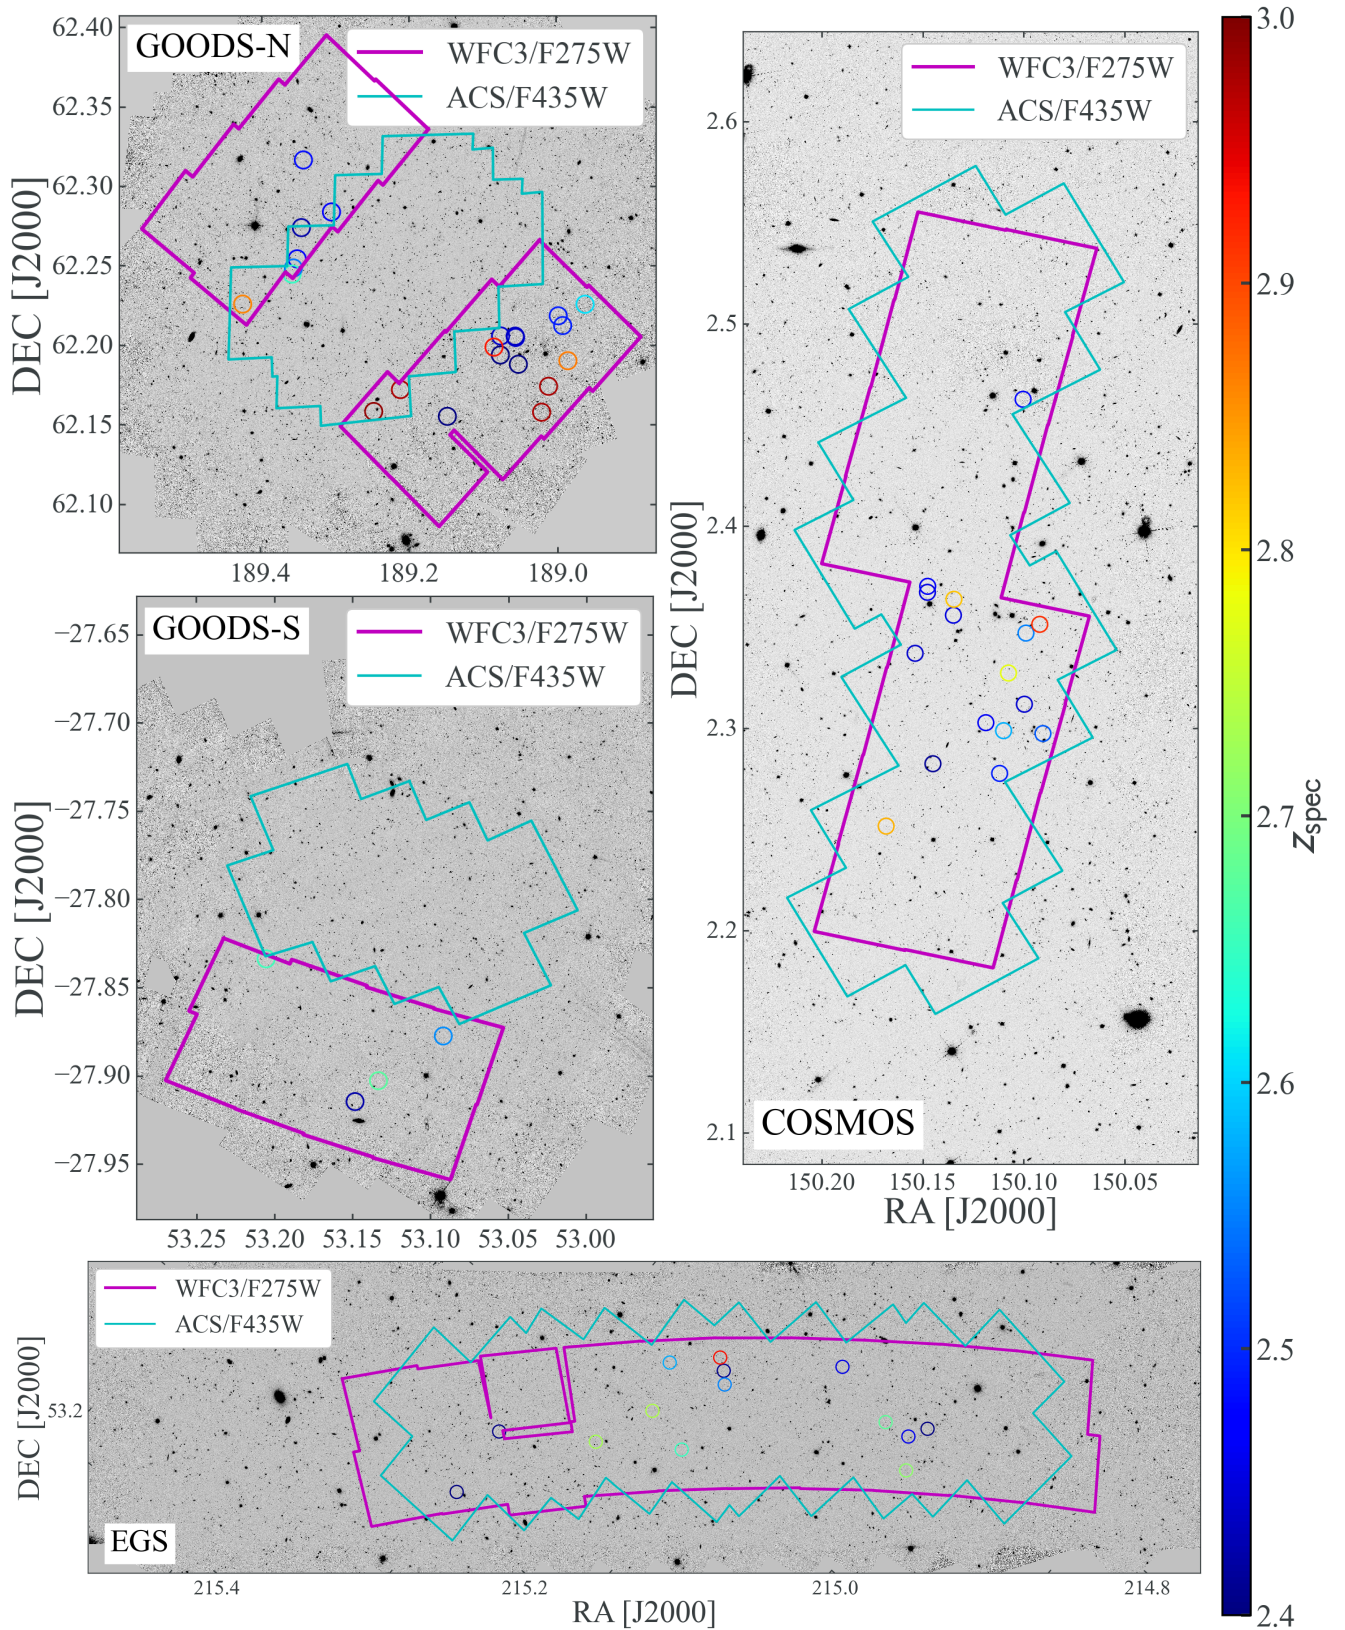 GOODS-N
WFC3/F275W
ACS/F435W
62.40
62.35
62.30
62.25
62.20
62.15
62.10
DEC [J2000]
189.4
189.2
189.0
GOODS-S
WFC3/F275W
ACS/F435W
−27.65
−27.70
−27.75
−27.80
−27.85
−27.90
−27.95
DEC [J2000]
53.25
53.20
53.15
53.10
53.05
53.00
WFC3/F275W
ACS/F435W
2.6
2.5
2.4
2.3
2.2
2.1
DEC [J2000]
COSMOS
150.20
150.15
150.10
150.05
RA [J2000]
WFC3/F275W
ACS/F435W
53.2
DEC [J2000]
EGS
215.4
215.2
215.0
214.8
RA [J2000]
3.0
2.9
2.8
2.7
2.6
2.5
2.4
zspec